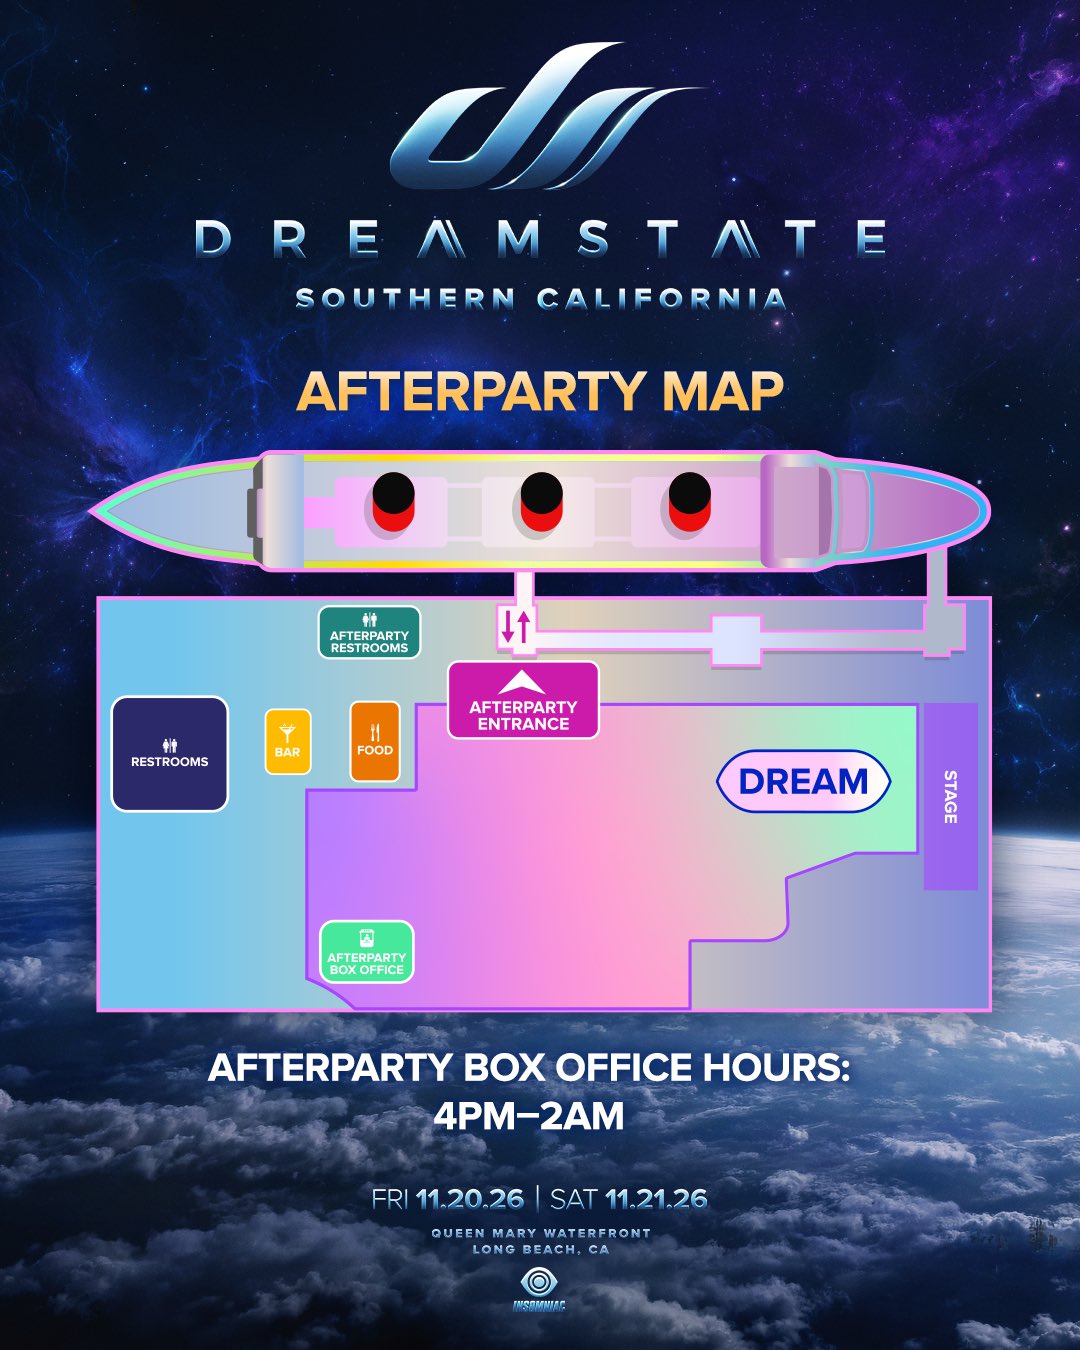 DREAMSTATE
SOUTHERN CALIFORNIA
AFTERPARTY MAP
AFTERPARTY
RESTROOMS
AFTERPARTY
ENTRANCE
RESTROOMS
BAR
FOOD
DREAM
STAGE
AFTERPARTY
BOX OFFICE
AFTERPARTY BOX OFFICE HOURS:
4PM–2AM
FRI 11.20.26 | SAT 11.21.26
QUEEN MARY WATERFRONT
LONG BEACH, CA
INSOMNIAC